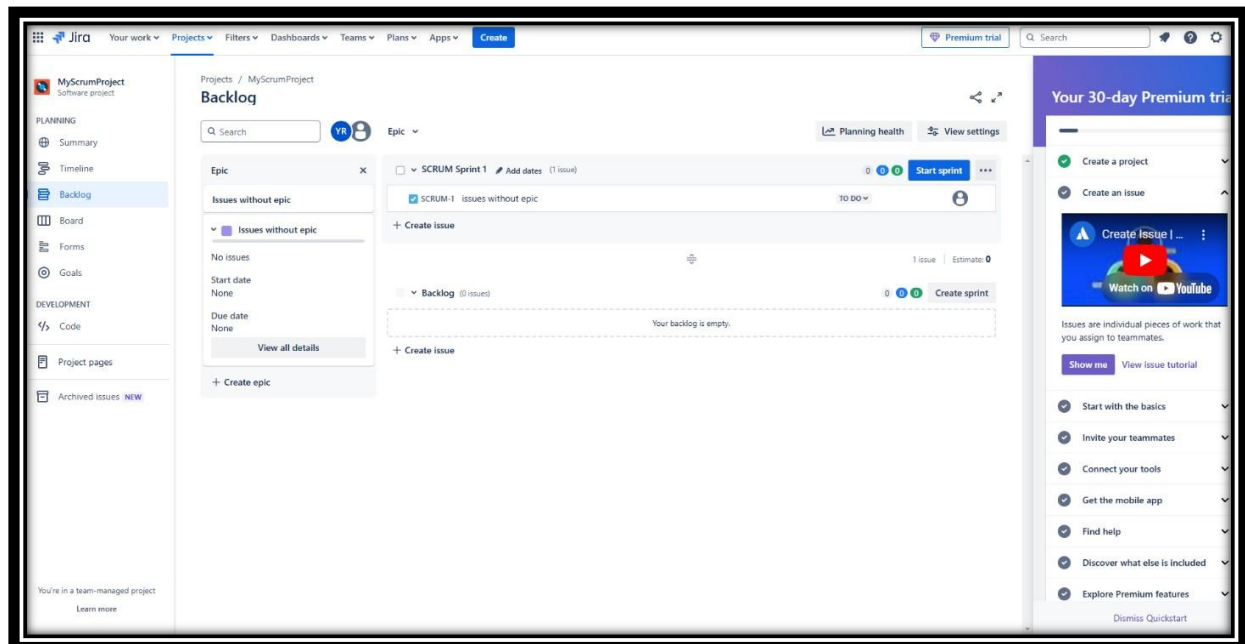 Jira Your work Projects Filters Dashboards Teams Plans Apps Create Premium trial Search
MyScrumProject
Software project
PLANNING
Summary
Timeline
Backlog
Board
Forms
Goals
DEVELOPMENT
Code
Project pages
Archived issues NEW
You're in a team-managed project
Learn more
Projects / MyScrumProject
Backlog
Search YR Epic Planning health View settings
Epic
Issues without epic
Issues without epic
No issues
Start date
None
Due date
None
View all details
+ Create epic
SCRUM Sprint 1 Add dates (1 issue) 0 0 0 Start sprint
SCRUM-1 issues without epic TO DO
+ Create issue
1 issue Estimate: 0
Backlog (0 issues) 0 0 0 Create sprint
Your backlog is empty.
+ Create issue
Your 30-day Premium tria
Create a project
Create an issue
Create Issue | ...
Watch on YouTube
Issues are individual pieces of work that
you assign to teammates.
Show me View issue tutorial
Start with the basics
Invite your teammates
Connect your tools
Get the mobile app
Find help
Discover what else is included
Explore Premium features
Dismiss Quickstart